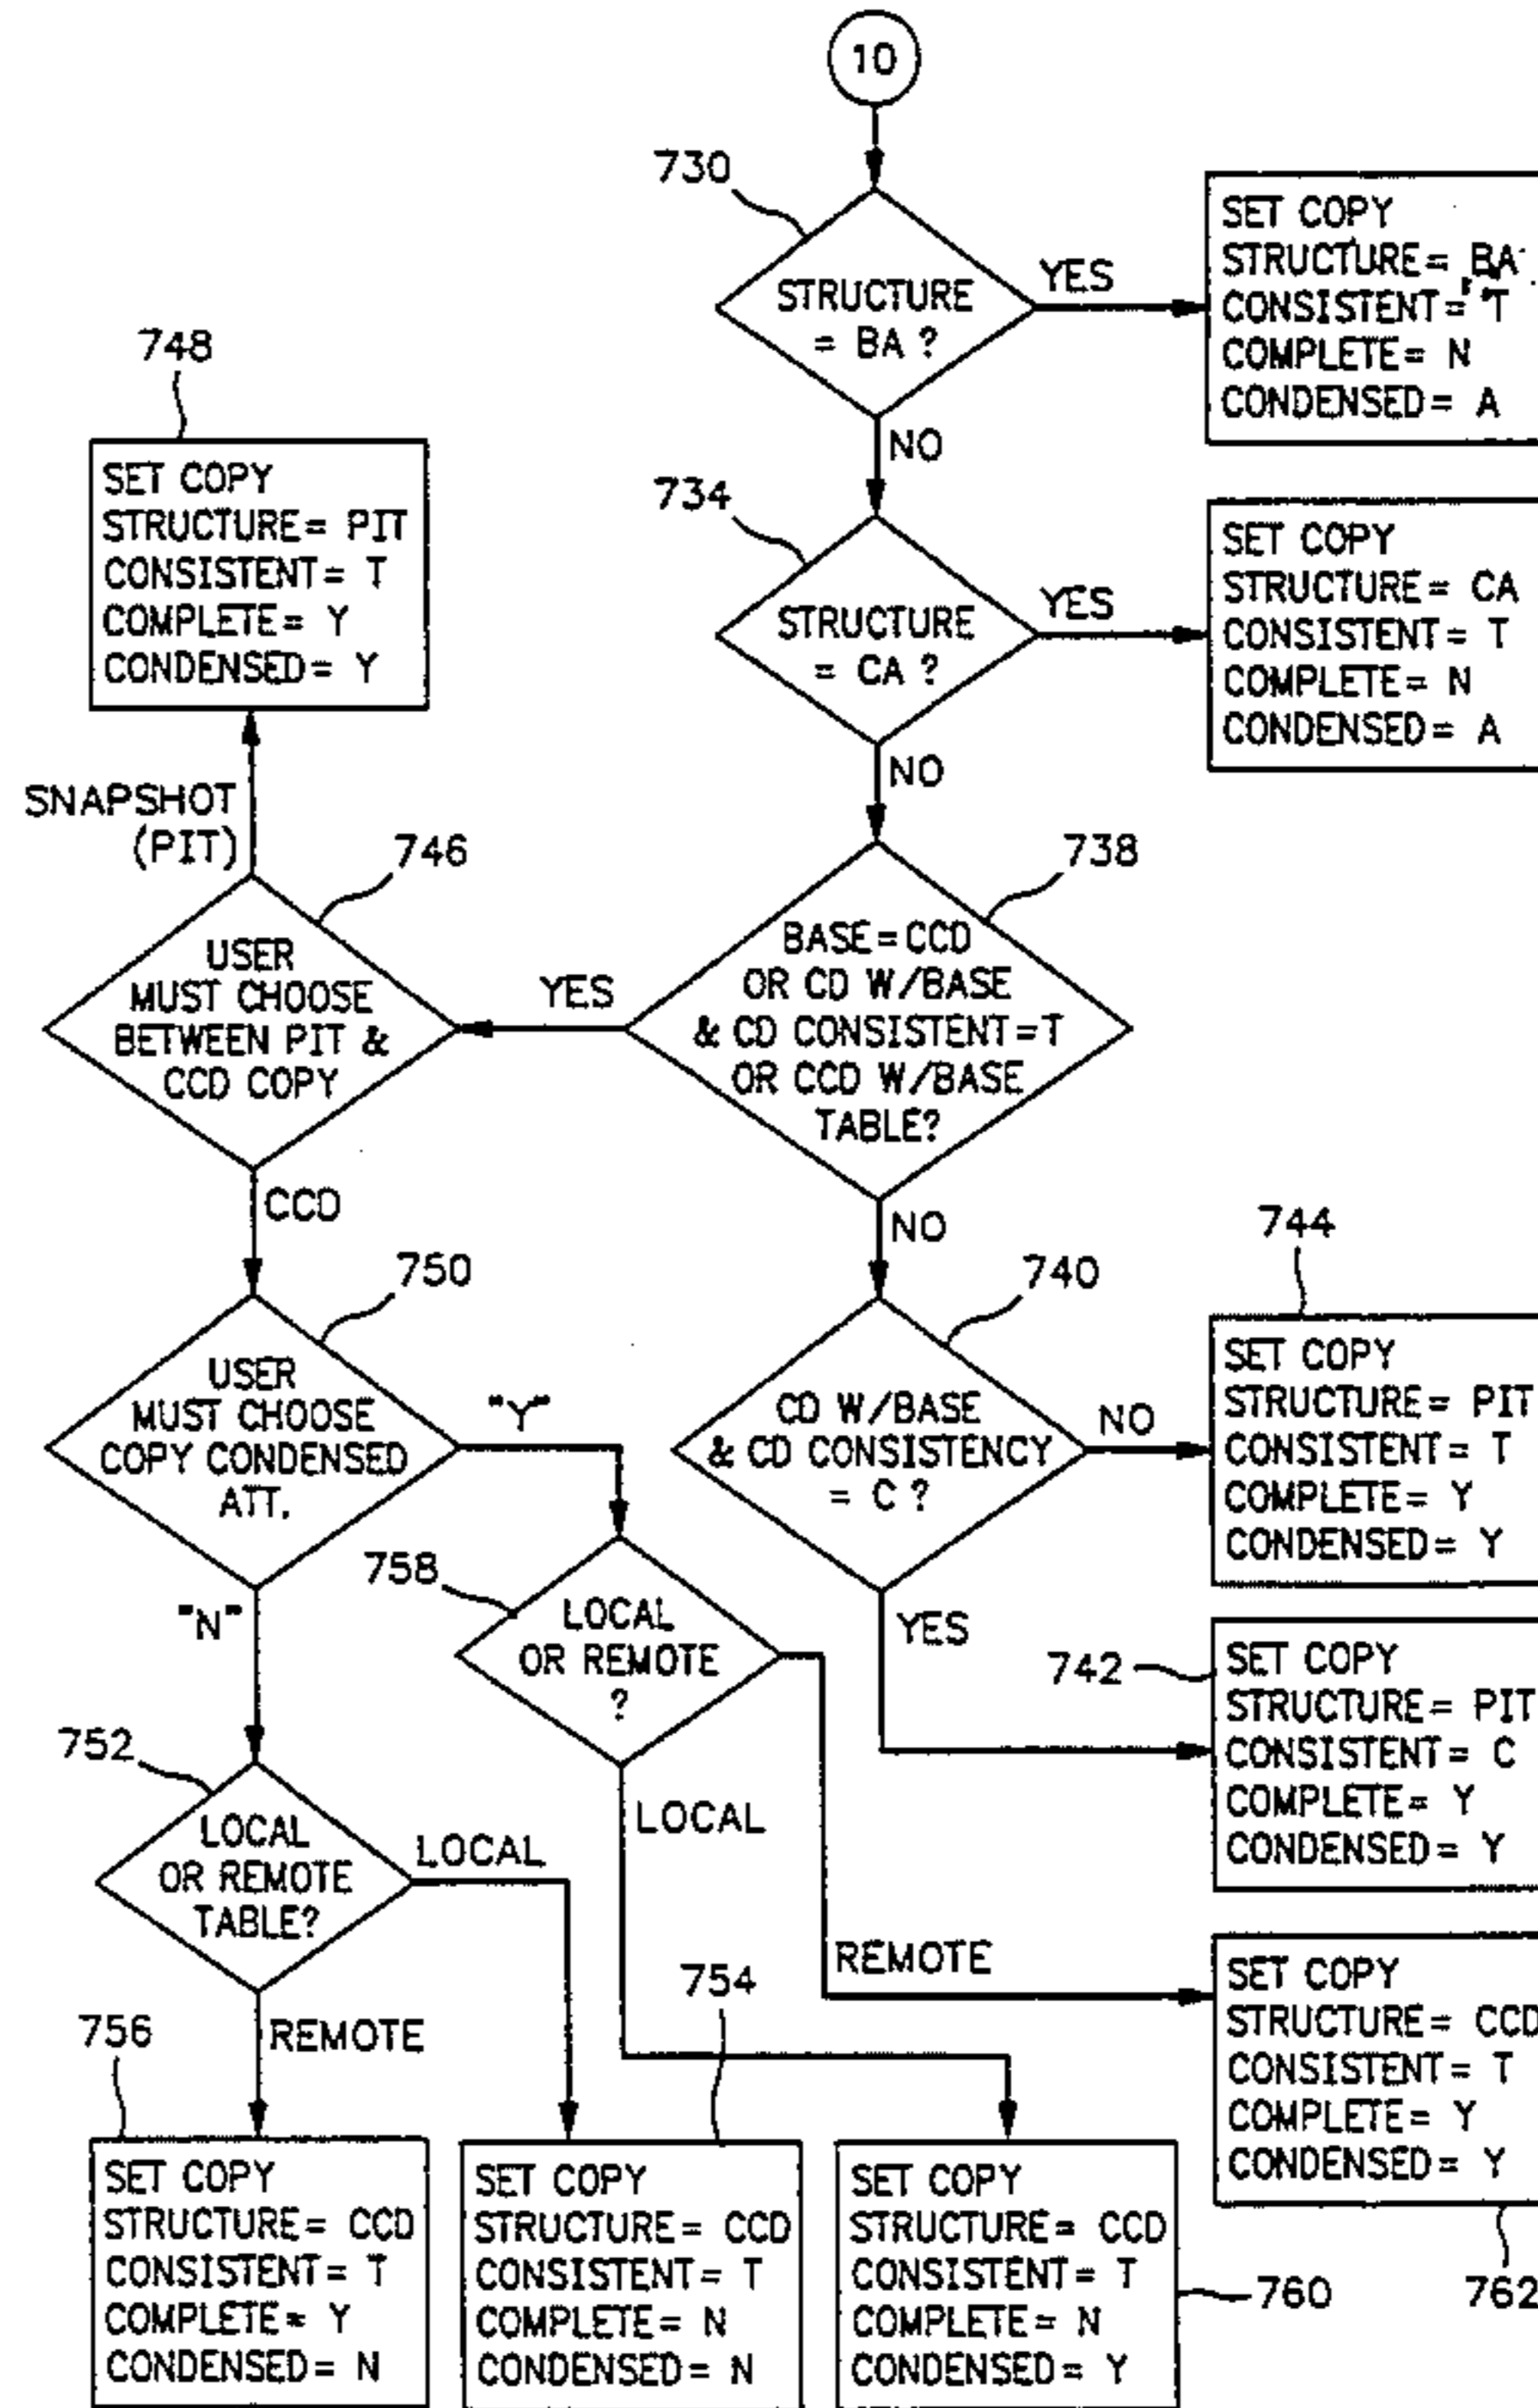 10
730
STRUCTURE
= BA ?
YES
SET COPY
STRUCTURE= BA
CONSISTENT= T
COMPLETE= N
CONDENSED= A
NO
734
STRUCTURE
= CA ?
YES
SET COPY
STRUCTURE= CA
CONSISTENT= T
COMPLETE= N
CONDENSED= A
NO
738
BASE=CCD
OR CD W/BASE
& CD CONSISTENT=T
OR CCD W/BASE
TABLE?
YES
746
USER
MUST CHOOSE
BETWEEN PIT &
CCD COPY
SNAPSHOT
(PIT)
748
SET COPY
STRUCTURE= PIT
CONSISTENT= T
COMPLETE= Y
CONDENSED= Y
NO
740
CD W/BASE
& CD CONSISTENCY
= C ?
NO
744
SET COPY
STRUCTURE= PIT
CONSISTENT= T
COMPLETE= Y
CONDENSED= Y
YES
742
SET COPY
STRUCTURE= PIT
CONSISTENT= C
COMPLETE= Y
CONDENSED= Y
CCD
750
USER
MUST CHOOSE
COPY CONDENSED
ATT.
"Y"
758
LOCAL
OR REMOTE
?
"N"
752
LOCAL
OR REMOTE
TABLE?
LOCAL
LOCAL
REMOTE
REMOTE
756
SET COPY
STRUCTURE= CCD
CONSISTENT= T
COMPLETE= Y
CONDENSED= N
754
SET COPY
STRUCTURE= CCD
CONSISTENT= T
COMPLETE= N
CONDENSED= N
SET COPY
STRUCTURE= CCD
CONSISTENT= T
COMPLETE= N
CONDENSED= Y
760
SET COPY
STRUCTURE= CCD
CONSISTENT= T
COMPLETE= Y
CONDENSED= Y
762